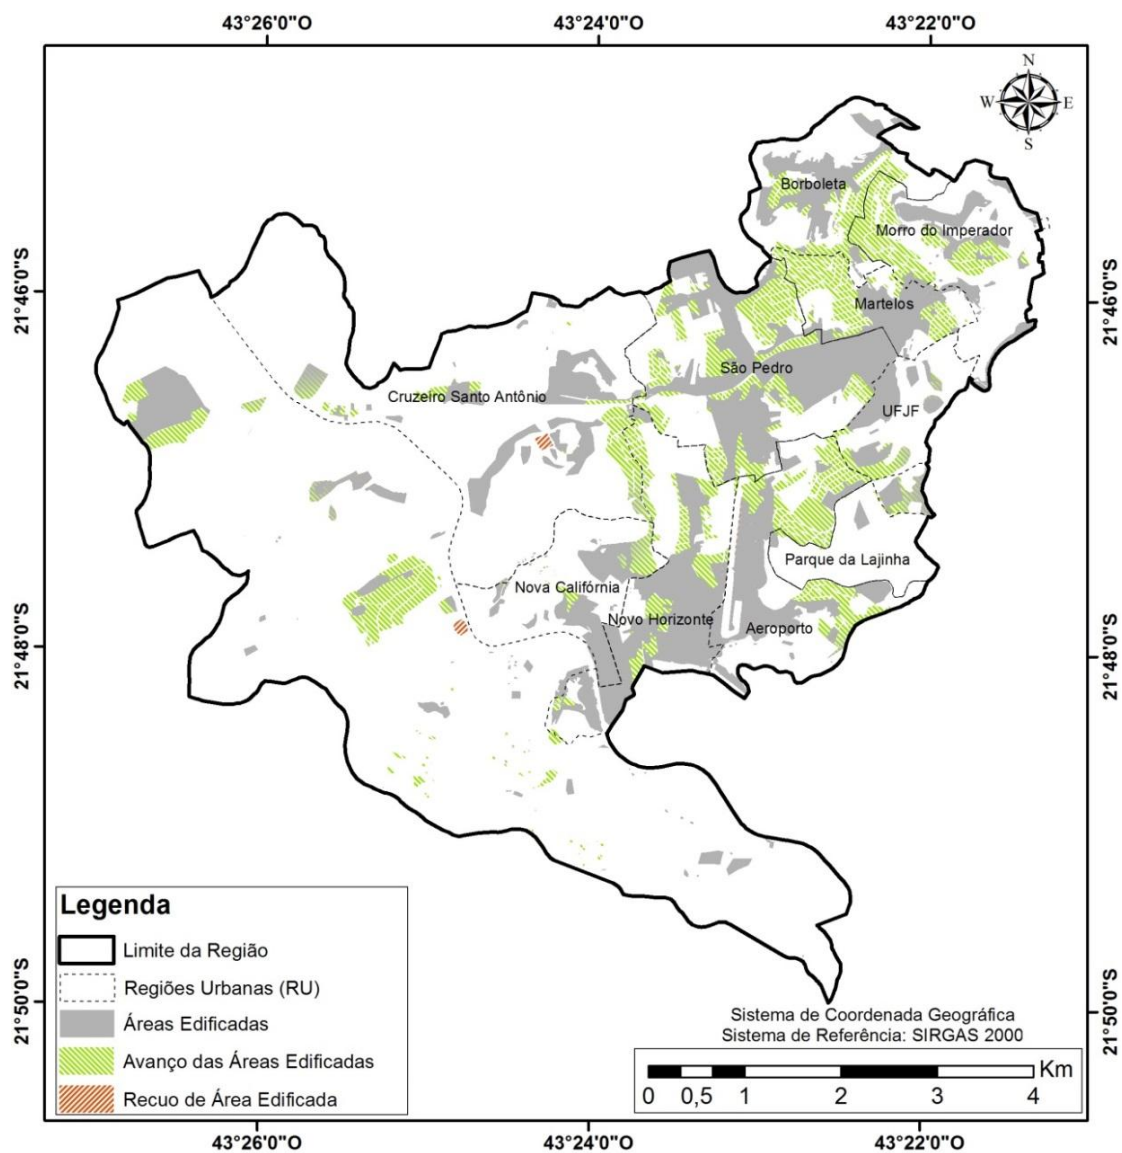 43°26'0"O
43°24'0"O
43°22'0"O
N
W
E
S
Borboleta
Morro do Imperador
21°46'0"S
21°46'0"S
Martelos
São Pedro
Cruzeiro Santo Antônio
UFJF
Parque da Lajinha
Nova Califórnia
Novo Horizonte
Aeroporto
21°48'0"S
21°48'0"S
Legenda
Limite da Região
Regiões Urbanas (RU)
Áreas Edificadas
Avanço das Áreas Edificadas
Recuo de Área Edificada
21°50'0"S
21°50'0"S
Sistema de Coordenada Geográfica
Sistema de Referência: SIRGAS 2000
Km
0 0,5 1 2 3 4
43°26'0"O
43°24'0"O
43°22'0"O